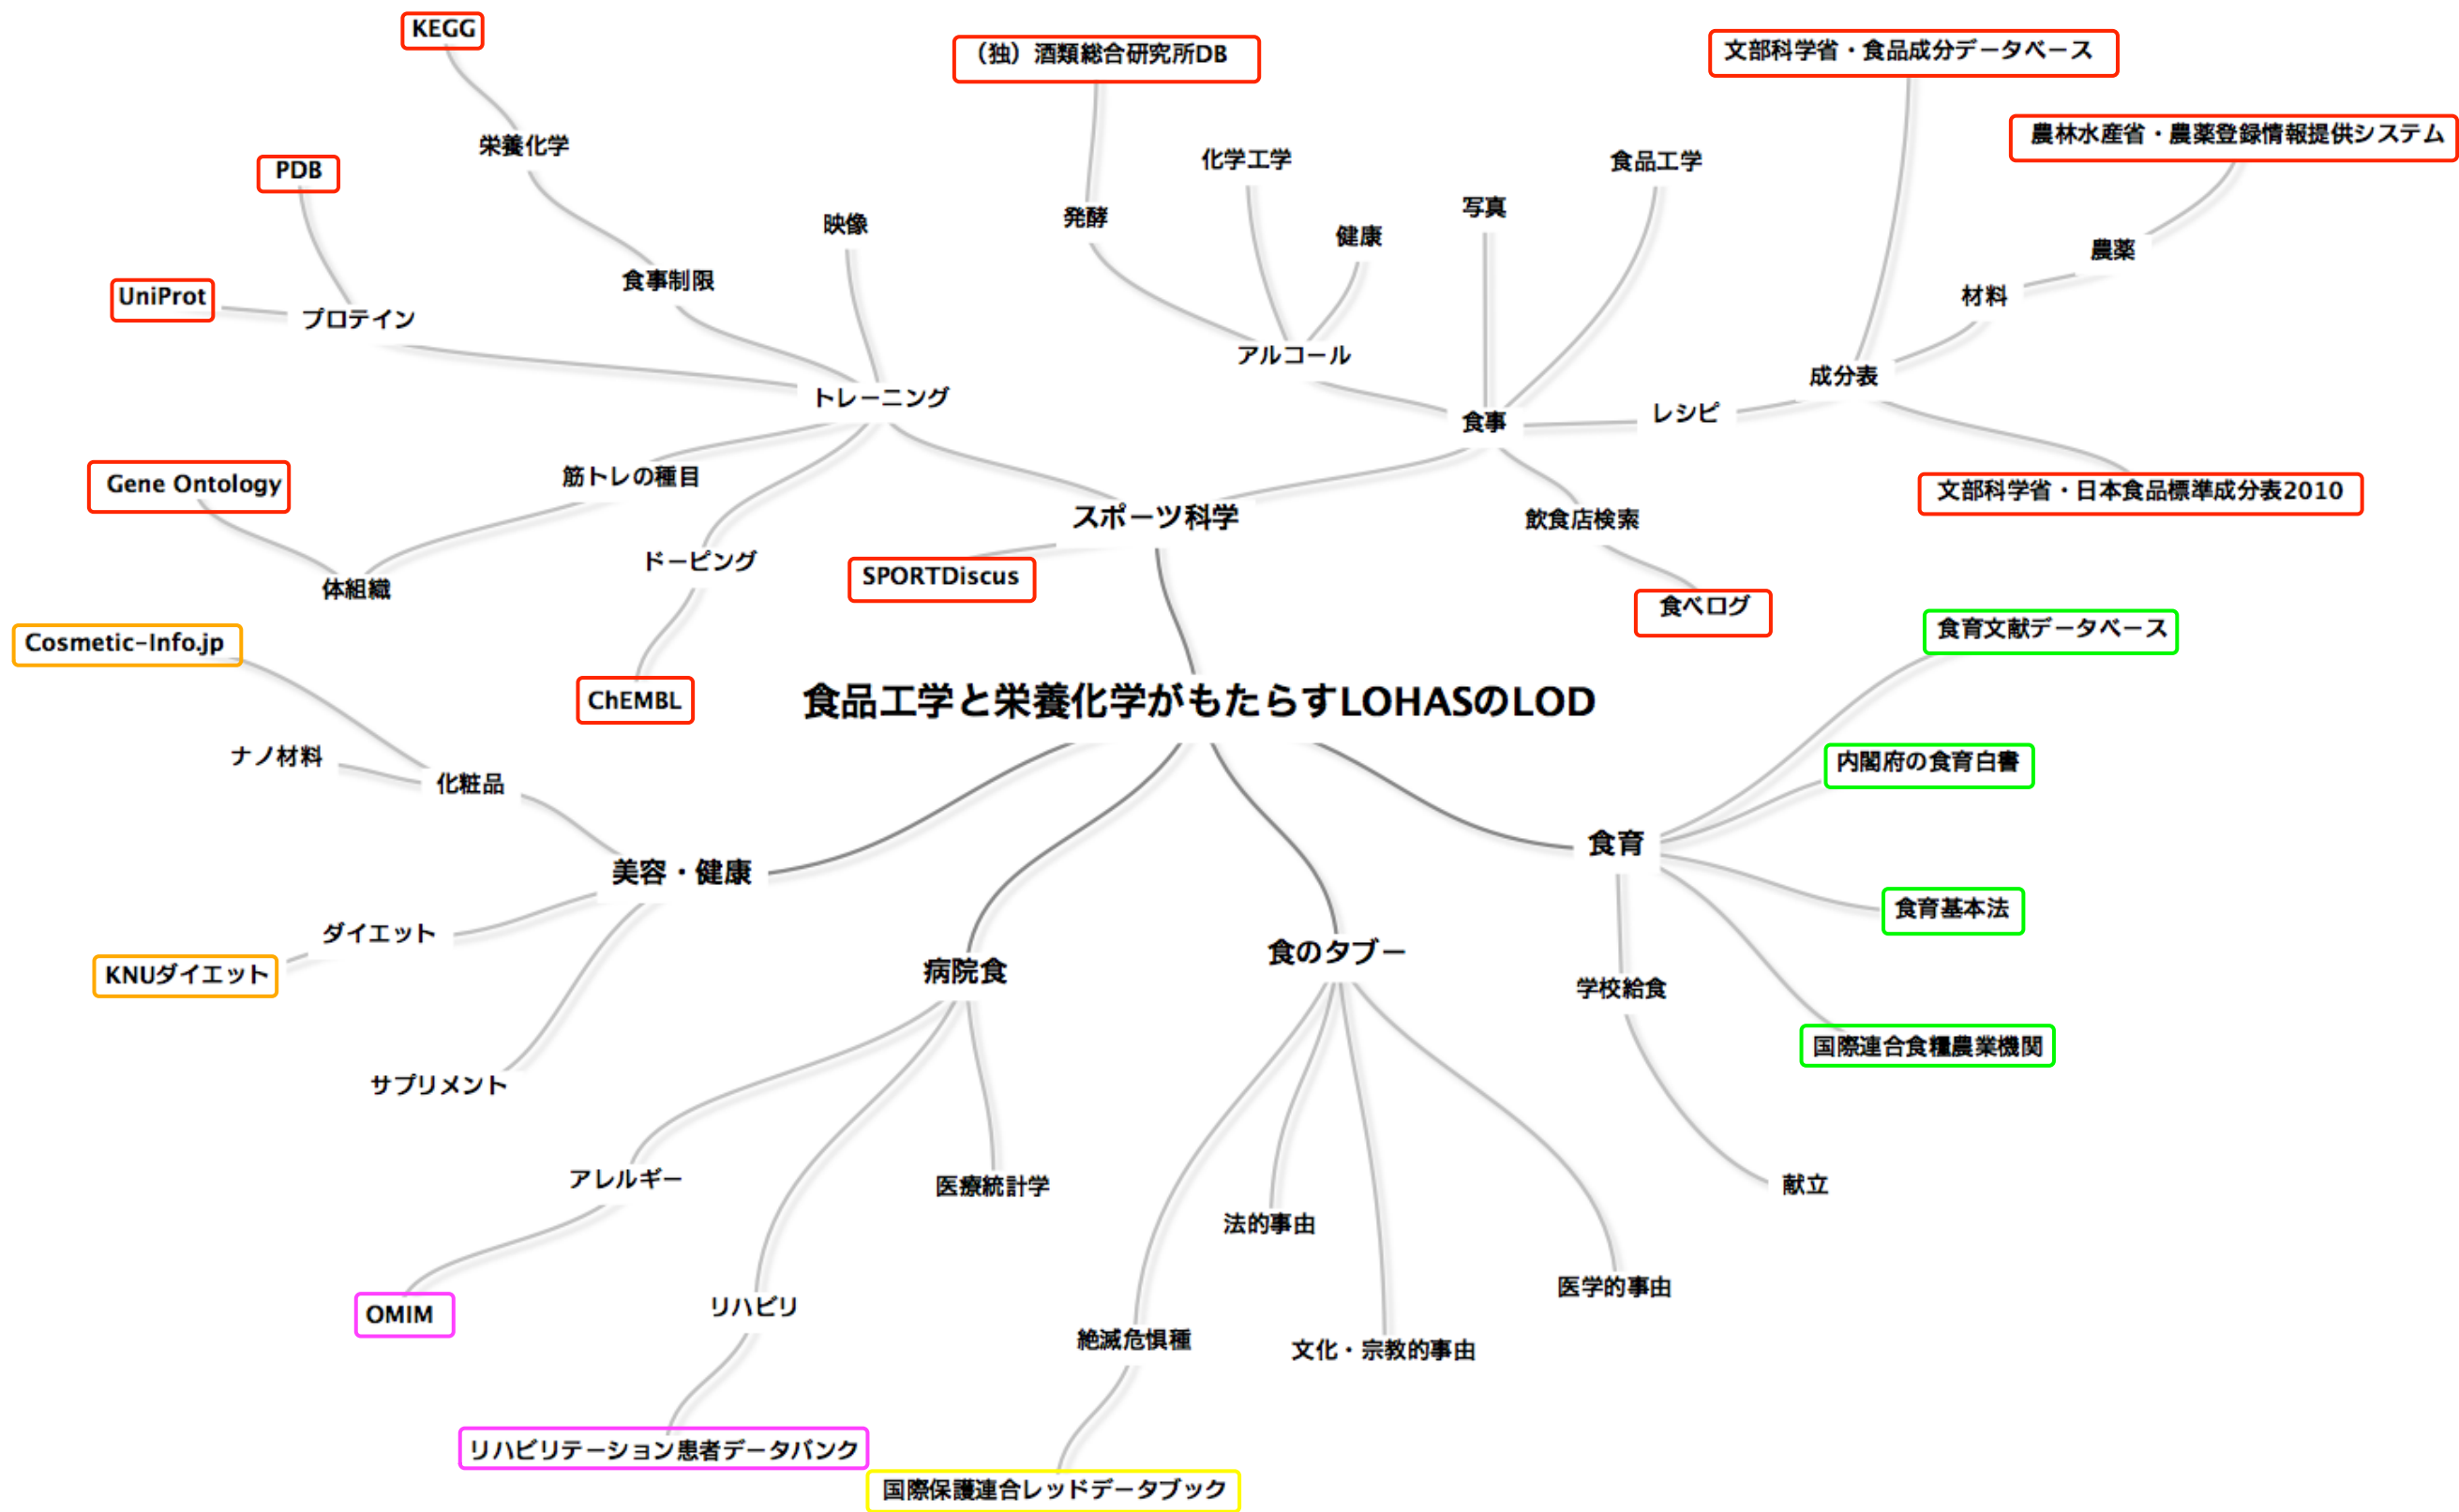 KEGG
（独）酒類総合研究所DB
文部科学省・食品成分データベース
農林水産省・農薬登録情報提供システム
栄養化学
化学工学
食品工学
PDB
写真
発酵
映像
健康
農薬
食事制限
UniProt
材料
プロテイン
アルコール
成分表
トレーニング
レシピ
食事
筋トレの種目
Gene Ontology
文部科学省・日本食品標準成分表2010
スポーツ科学
飲食店検索
ドーピング
SPORTDiscus
体組織
食べログ
食育文献データベース
Cosmetic-Info.jp
ChEMBL
食品工学と栄養化学がもたらすLOHASのLOD
ナノ材料
内閣府の食育白書
化粧品
食育
美容・健康
食育基本法
ダイエット
食のタブー
KNUダイエット
病院食
学校給食
国際連合食糧農業機関
サプリメント
アレルギー
医療統計学
献立
法的事由
医学的事由
リハビリ
OMIM
絶滅危惧種
文化・宗教的事由
リハビリテーション患者データバンク
国際保護連合レッドデータブック